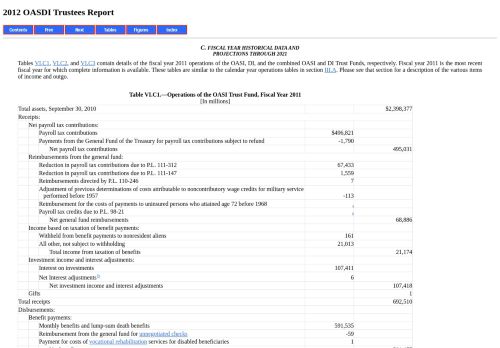 2012 OASDI Trustees Report
Contents Prev Next Tables Figures Index
C. FISCAL YEAR HISTORICAL DATA AND
PROJECTIONS THROUGH 2021
Tables VI.C1, VI.C2, and VI.C3 contain details of the fiscal year 2011 operations of the OASI, DI, and the combined OASI and DI Trust Funds, respectively. Fiscal year 2011 is the most recent
fiscal year for which complete information is available. These tables are similar to the calendar year operations tables in section III.A. Please see that section for a description of the various items
of income and outgo.
Table VI.C1.—Operations of the OASI Trust Fund, Fiscal Year 2011
[In millions]
Total assets, September 30, 2010 $2,398,377
Receipts:
Net payroll tax contributions:
Payroll tax contributions $496,821
Payments from the General Fund of the Treasury for payroll tax contributions subject to refund -1,790
Net payroll tax contributions 495,031
Reimbursements from the general fund:
Reduction in payroll tax contributions due to P.L. 111-312 67,433
Reduction in payroll tax contributions due to P.L. 111-147 1,559
Reimbursements directed by P.L. 110-246 7
Adjustment of previous determinations of costs attributable to noncontributory wage credits for military service
performed before 1957 -113
Reimbursement for the costs of payments to uninsured persons who attained age 72 before 1968
Payroll tax credits due to P.L. 98-21
Net general fund reimbursements 68,886
Income based on taxation of benefit payments:
Withheld from benefit payments to nonresident aliens 161
All other, not subject to withholding 21,013
Total income from taxation of benefits 21,174
Investment income and interest adjustments:
Interest on investments 107,411
Net Interest adjustments 6
Net investment income and interest adjustments 107,418
Gifts 1
Total receipts 692,510
Disbursements:
Benefit payments:
Monthly benefits and lump-sum death benefits 591,535
Reimbursement from the general fund for unnegotiated checks -59
Payment for costs of vocational rehabilitation services for disabled beneficiaries 1